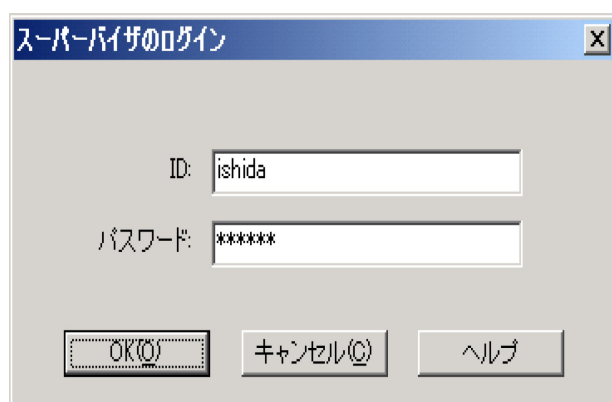 スーパーバイザのログイン
ID: ishida
パスワード: ******
OK(O) キャンセル(C) ヘルプ